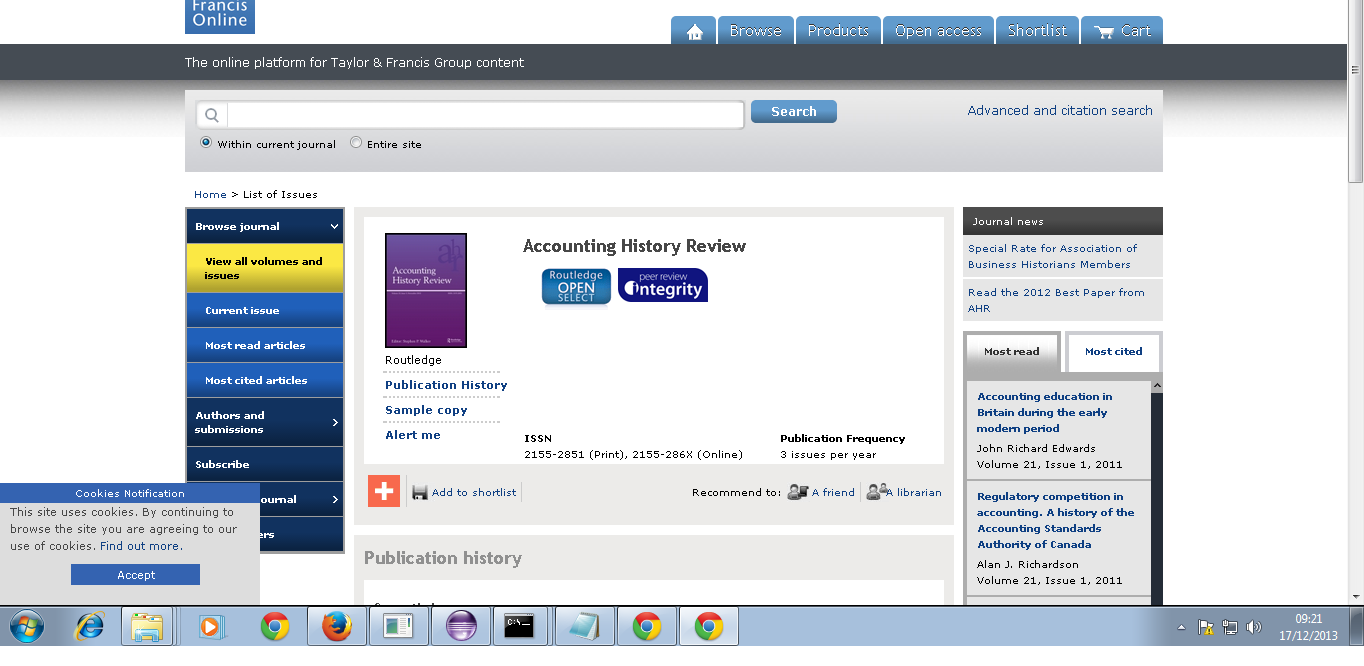 Francis
Online
Browse
Products
Open access
Shortlist
Cart
The online platform for Taylor & Francis Group content
Search
Advanced and citation search
Within current journal
Entire site
Home > List of Issues
Browse journal
View all volumes and
issues
Current issue
Most read articles
Most cited articles
Authors and
submissions
Subscribe
ournal
ers
Accounting
History Review
Routledge
Publication History
Sample copy
Alert me
Accounting History Review
Routledge
OPEN
SELECT
peer review
integrity
ISSN
2155-2851 (Print), 2155-286X (Online)
Publication Frequency
3 issues per year
Add to shortlist
Recommend to:
A friend
A librarian
Publication history
Journal news
Special Rate for Association of
Business Historians Members
Read the 2012 Best Paper from
AHR
Most read
Most cited
Accounting education in
Britain during the early
modern period
John Richard Edwards
Volume 21, Issue 1, 2011
Regulatory competition in
accounting. A history of the
Accounting Standards
Authority of Canada
Alan J. Richardson
Volume 21, Issue 1, 2011
Cookies Notification
This site uses cookies. By continuing to
browse the site you are agreeing to our
use of cookies. Find out more.
Accept
C:\.
09:21
17/12/2013